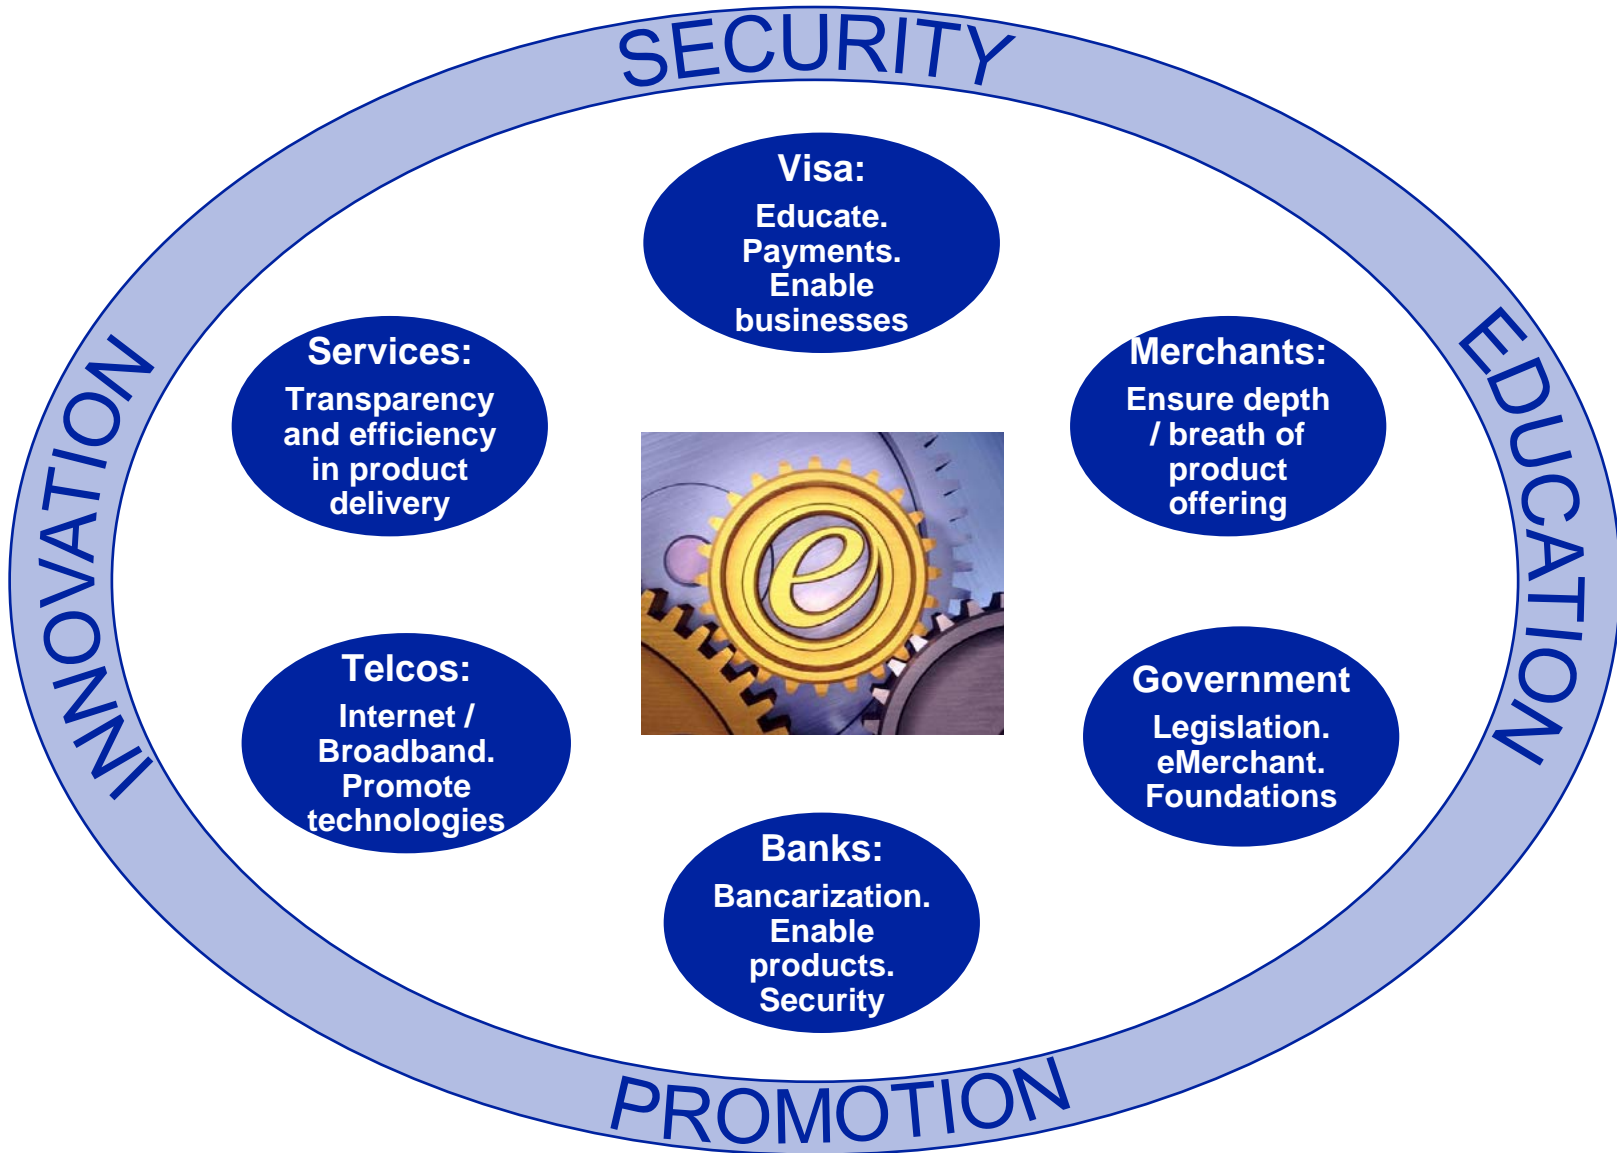 SECURITY
Visa:
Educate.
Payments.
Enable
businesses
Services:
Transparency
and efficiency
in product
delivery
Merchants:
Ensure depth
/ breath of
product
offering
INNOVATION
EDUCATION
e
Telcos:
Internet /
Broadband.
Promote
technologies
Government
Legislation.
eMerchant.
Foundations
Banks:
Bancarization.
Enable
products.
Security
PROMOTION